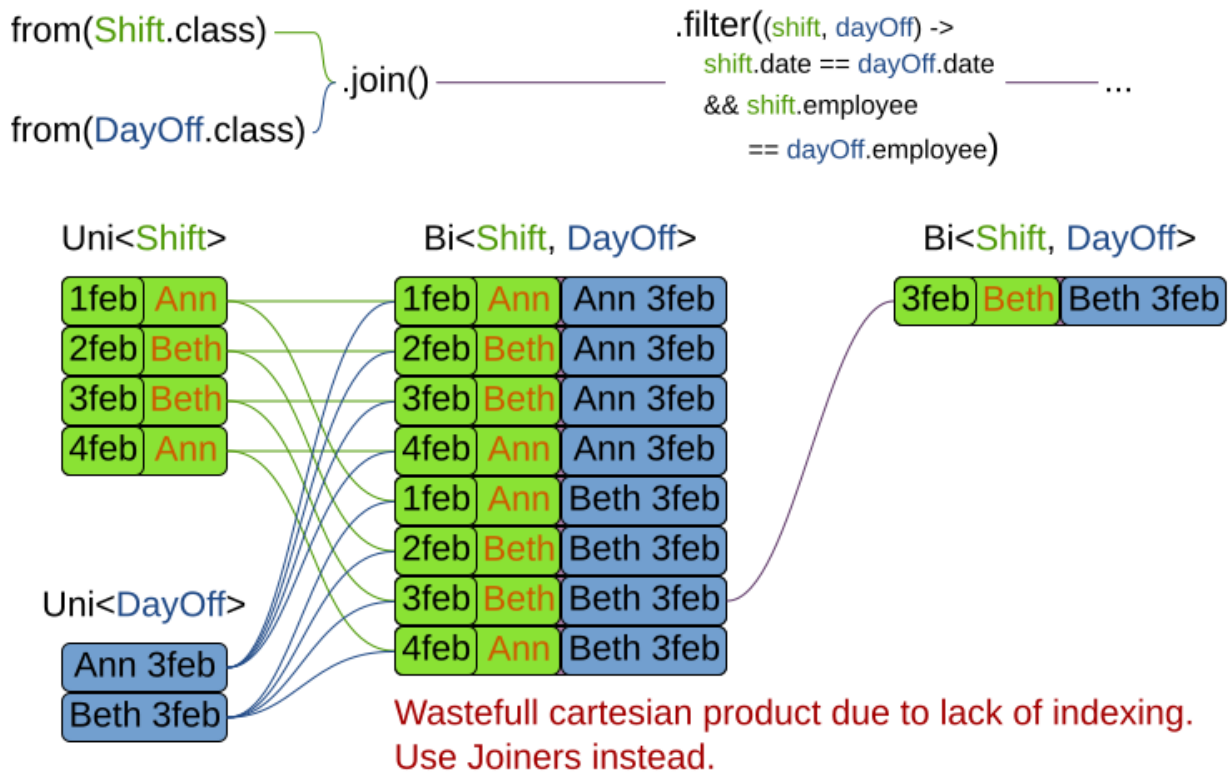 from(Shift.class)
from(DayOff.class)
.join()
.filter((shift, dayOff) ->
shift.date == dayOff.date
&& shift.employee
== dayOff.employee)
...
Uni<Shift>
1feb Ann
2feb Beth
3feb Beth
4feb Ann
Uni<DayOff>
Ann 3feb
Beth 3feb
Bi<Shift, DayOff>
1feb Ann Ann 3feb
2feb Beth Ann 3feb
3feb Beth Ann 3feb
4feb Ann Ann 3feb
1feb Ann Beth 3feb
2feb Beth Beth 3feb
3feb Beth Beth 3feb
4feb Ann Beth 3feb
Bi<Shift, DayOff>
3feb Beth Beth 3feb
Wastefull cartesian product due to lack of indexing.
Use Joiners instead.